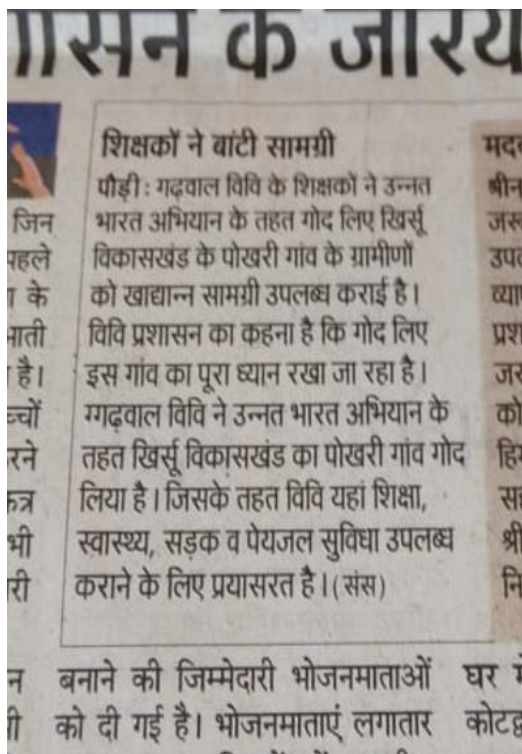 शासन के जरिये
शिक्षकों ने बांटी सामग्री
पौड़ी: गढ़वाल विवि के शिक्षकों ने उन्नत
भारत अभियान के तहत गोद लिए खिर्सू
विकासखंड के पोखरी गांव के ग्रामीणों
को खाद्यान्न सामग्री उपलब्ध कराई है।
विवि प्रशासन का कहना है कि गोद लिए
इस गांव का पूरा ध्यान रखा जा रहा है।
ग्गढ़वाल विवि ने उन्नत भारत अभियान के
तहत खिर्सू विकासखंड का पोखरी गांव गोद
लिया है। जिसके तहत विवि यहां शिक्षा,
स्वास्थ्य, सड़क व पेयजल सुविधा उपलब्ध
कराने के लिए प्रयासरत है।(संस)
बनाने की जिम्मेदारी भोजनमाताओं
को दी गई है। भोजनमाताएं लगातार
जिन
पहले
के
है।
भी
घर
को